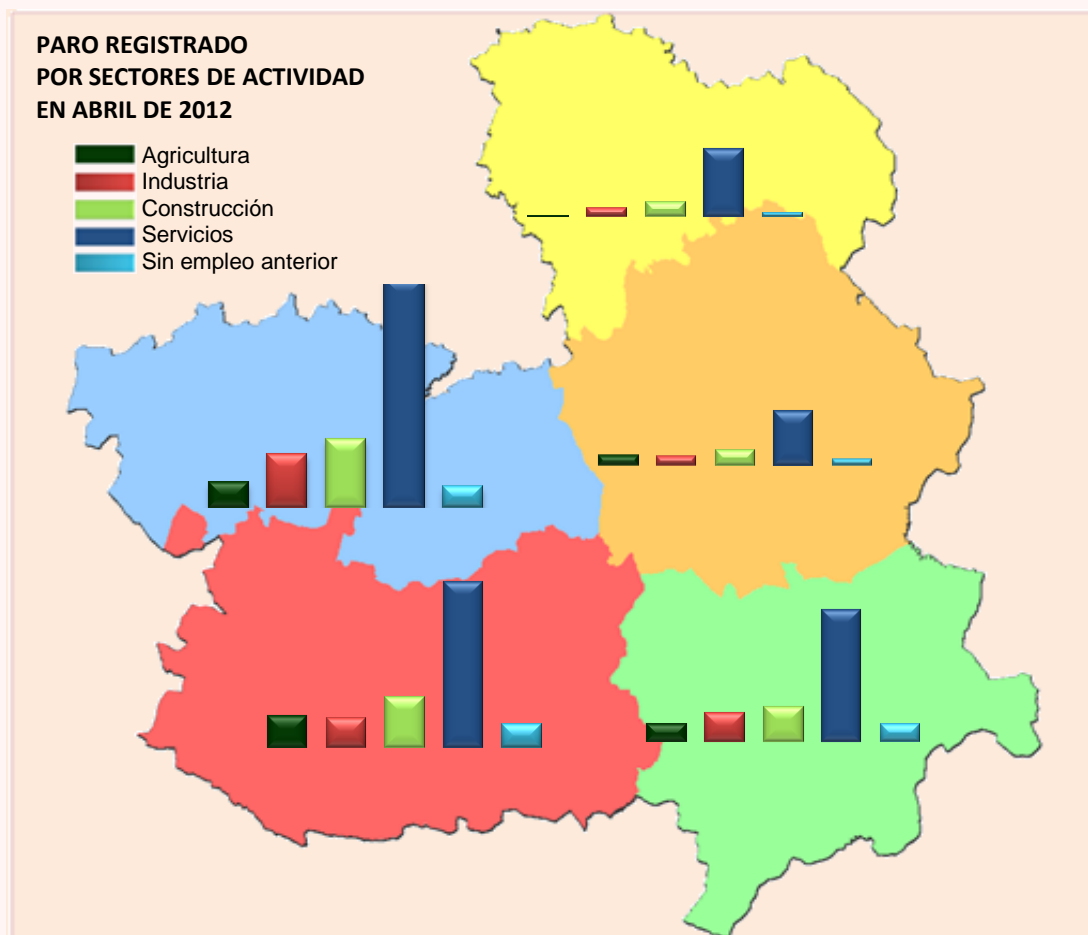 PARO REGISTRADO
POR SECTORES DE ACTIVIDAD
EN ABRIL DE 2012
Agricultura
Industria
Construcción
Servicios
Sin empleo anterior